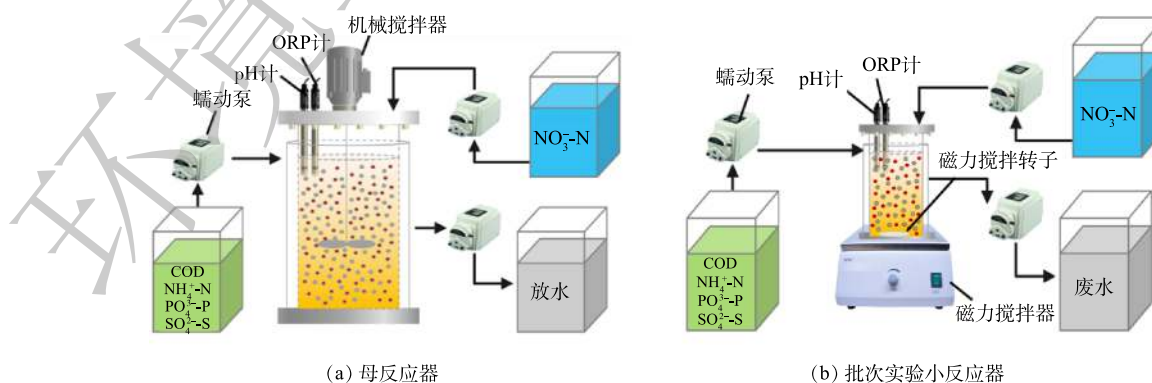 机械搅拌器
ORP计
pH计
蠕动泵
NO₃⁻-N
COD
NH₄⁺-N
PO₄³⁻-P
SO₄²⁻-S
放水
(a) 母反应器
ORP计
pH计
蠕动泵
NO₃⁻-N
磁力搅拌转子
COD
NH₄⁺-N
PO₄³⁻-P
SO₄²⁻-S
废水
磁力搅拌器
(b) 批次实验小反应器
环境